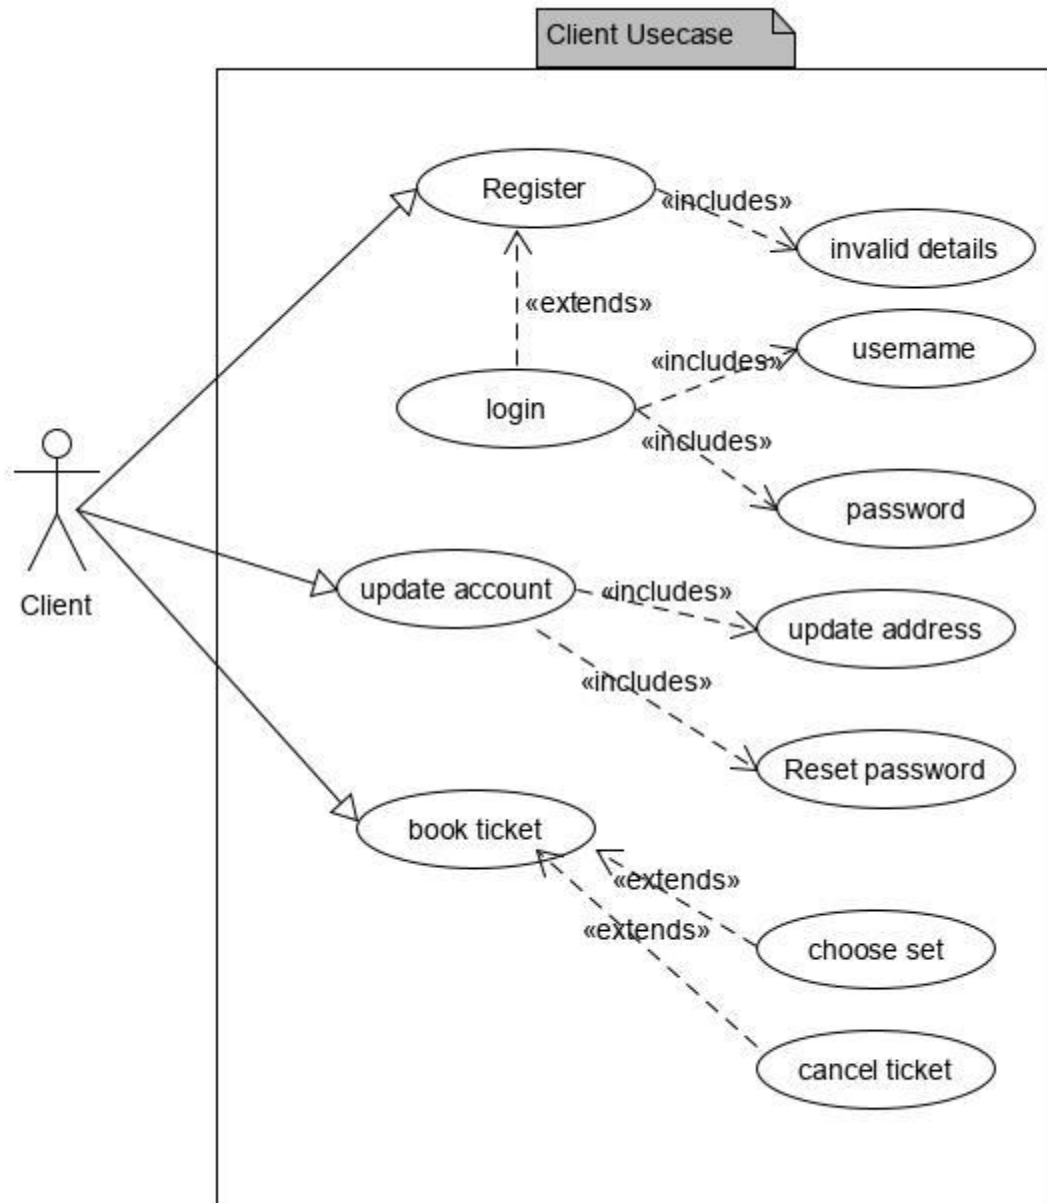 Client Usecase
Register
«includes»
invalid details
«extends»
«includes»
username
login
«includes»
password
Client
update account
«includes»
update address
«includes»
Reset password
book ticket
«extends»
«extends»
choose set
cancel ticket